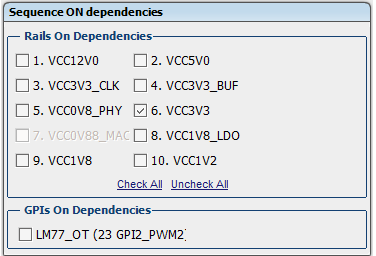 Sequence ON dependencies
Rails On Dependencies
1. VCC12V0 2. VCC5V0
3. VCC3V3_CLK 4. VCC3V3_BUF
5. VCC0V8_PHY 6. VCC3V3
7. VCC0V88_MAC 8. VCC1V8_LDO
9. VCC1V8 10. VCC1V2
Check All Uncheck All
GPIs On Dependencies
LM77_OT (23 GPI2_PWM2)